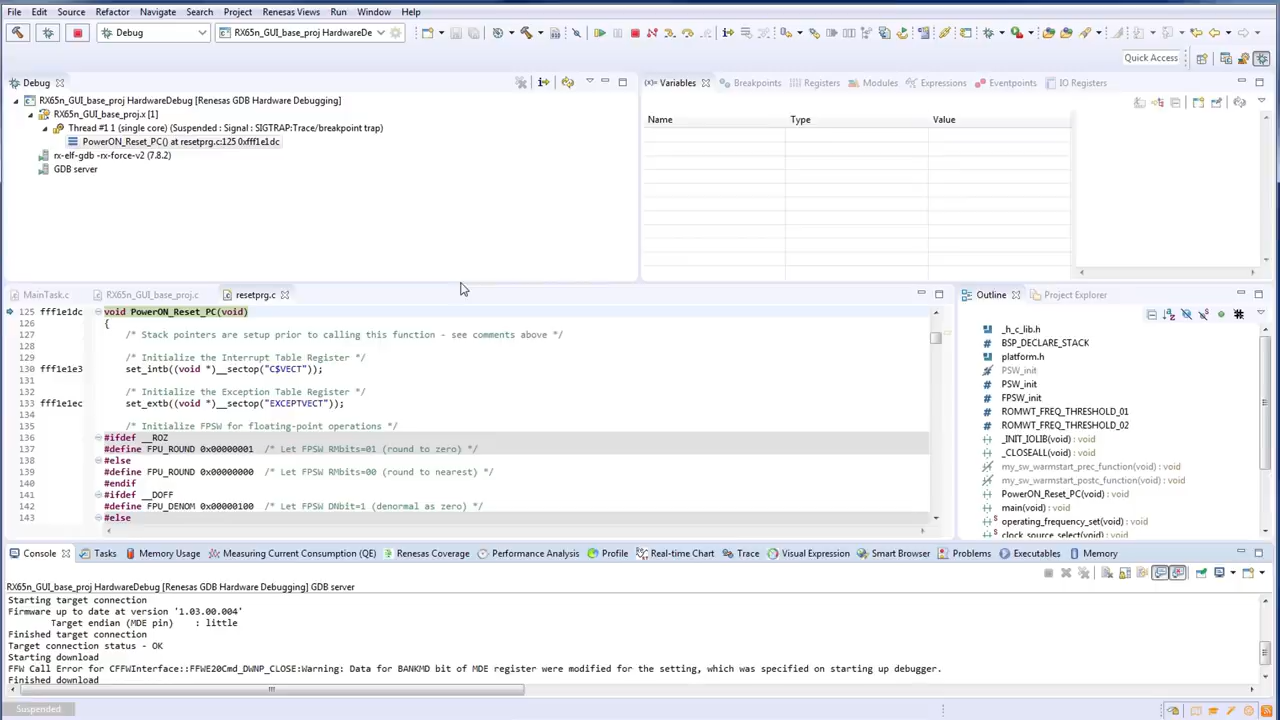 File Edit Source Refactor Navigate Search Project Renesas Views Run Window Help
Debug RX65n_GUI_base_proj HardwareDe
Quick Access
Debug
RX65n_GUI_base_proj HardwareDebug [Renesas GDB Hardware Debugging]
RX65n_GUI_base_proj.x [1]
Thread #1 1 (single core) (Suspended : Signal : SIGTRAP:Trace/breakpoint trap)
PowerON_Reset_PC() at resetprg.c:125 0xfff1e1dc
rx-elf-gdb -rx-force-v2 (7.8.2)
GDB server
Variables Breakpoints Registers Modules Expressions Eventpoints IO Registers
Name Type Value
MainTask.c RX65n_GUI_base_proj.c resetprg.c
125 fff1e1dc void PowerON_Reset_PC(void)
126 {
127 /* Stack pointers are setup prior to calling this function - see comments above */
128
129 /* Initialize the Interrupt Table Register */
130 fff1e1e3 set_intb((void *)__sectop("C$VECT"));
131
132 /* Initialize the Exception Table Register */
133 fff1e1ec set_extb((void *)__sectop("EXCEPTVECT"));
134
135 /* Initialize FPSW for floating-point operations */
136 #ifdef __ROZ
137 #define FPU_ROUND 0x00000001 /* Let FPSW RMbits=01 (round to zero) */
138 #else
139 #define FPU_ROUND 0x00000000 /* Let FPSW RMbits=00 (round to nearest) */
140 #endif
141 #ifdef __DOFF
142 #define FPU_DENOM 0x00000100 /* Let FPSW DNbit=1 (denormal as zero) */
143 #else
Outline Project Explorer
_h_c_lib.h
BSP_DECLARE_STACK
platform.h
PSW_init
PSW_init
FPSW_init
ROMWT_FREQ_THRESHOLD_01
ROMWT_FREQ_THRESHOLD_02
_INIT_IOLIB(void) : void
_CLOSEALL(void) : void
my_sw_warmstart_prec_function(void) : void
my_sw_warmstart_postc_function(void) : void
PowerON_Reset_PC(void) : void
main(void) : void
operating_frequency_set(void) : void
clock_source_select(void) : void
Console Tasks Memory Usage Measuring Current Consumption (QE) Renesas Coverage Performance Analysis Profile Real-time Chart Trace Visual Expression Smart Browser Problems Executables Memory
RX65n_GUI_base_proj HardwareDebug [Renesas GDB Hardware Debugging] GDB server
Starting target connection
Firmware up to date at version '1.03.00.004'
Target endian (MDE pin) : little
Finished target connection
Target connection status - OK
Starting download
FFW Call Error for CFFWInterface::FFWE20Cmd_DWNP_CLOSE:Warning: Data for BANKMD bit of MDE register were modified for the setting, which was specified on starting up debugger.
Finished download
Suspended